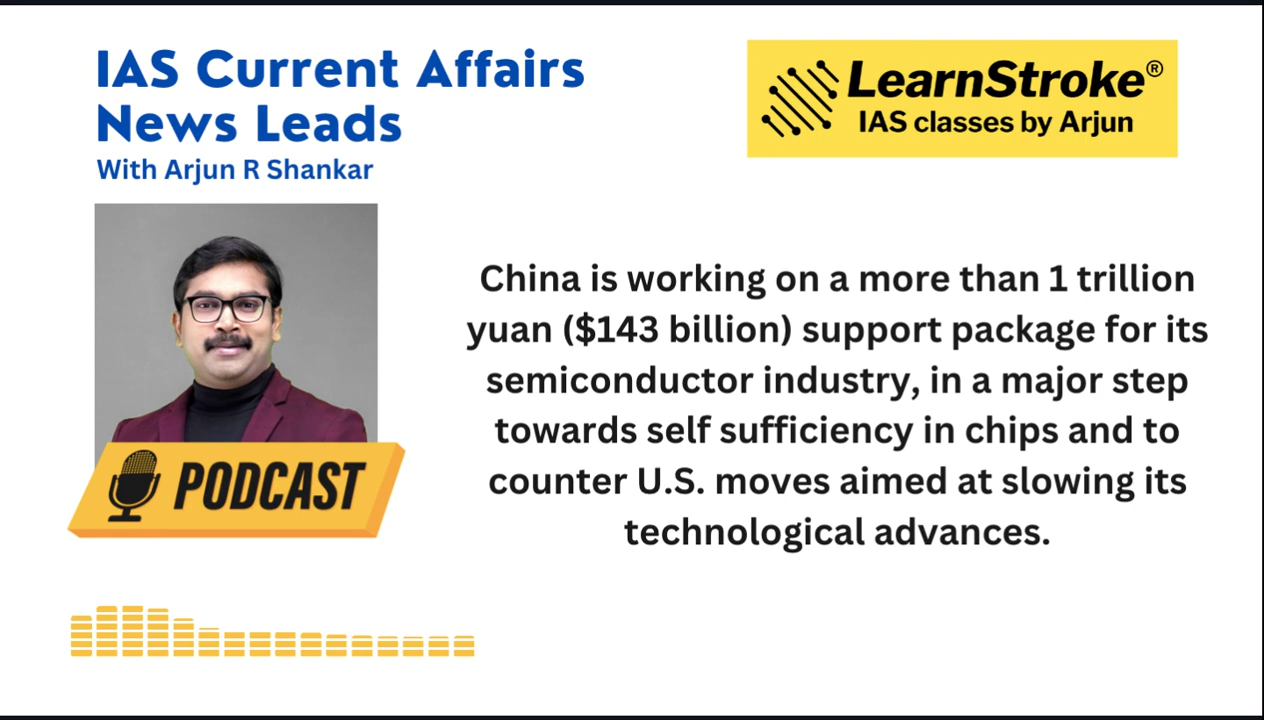 IAS Current Affairs
News Leads
With Arjun R Shankar
LearnStroke®
IAS classes by Arjun
China is working on a more than 1 trillion
yuan ($143 billion) support package for its
semiconductor industry, in a major step
towards self sufficiency in chips and to
counter U.S. moves aimed at slowing its
technological advances.
PODCAST